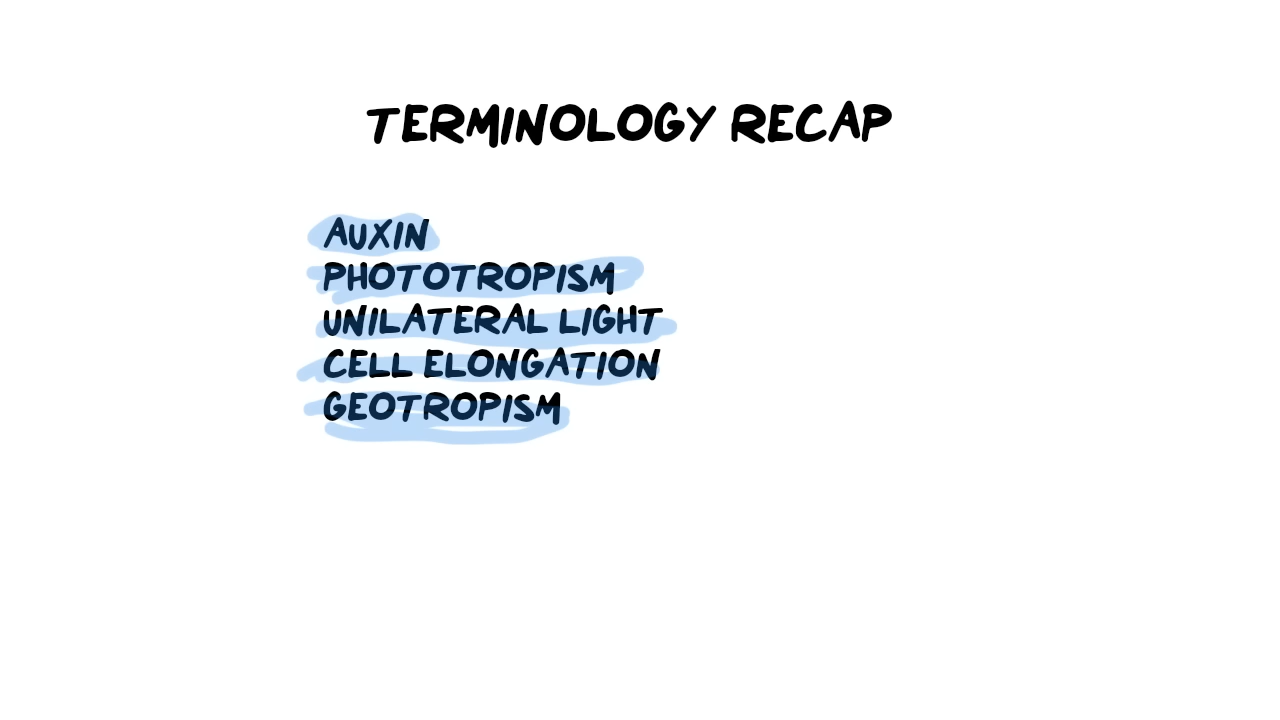 TERMINOLOGY RECAP
AUXIN
PHOTOTROPISM
UNILATERAL LIGHT
CELL ELONGATION
GEOTROPISM